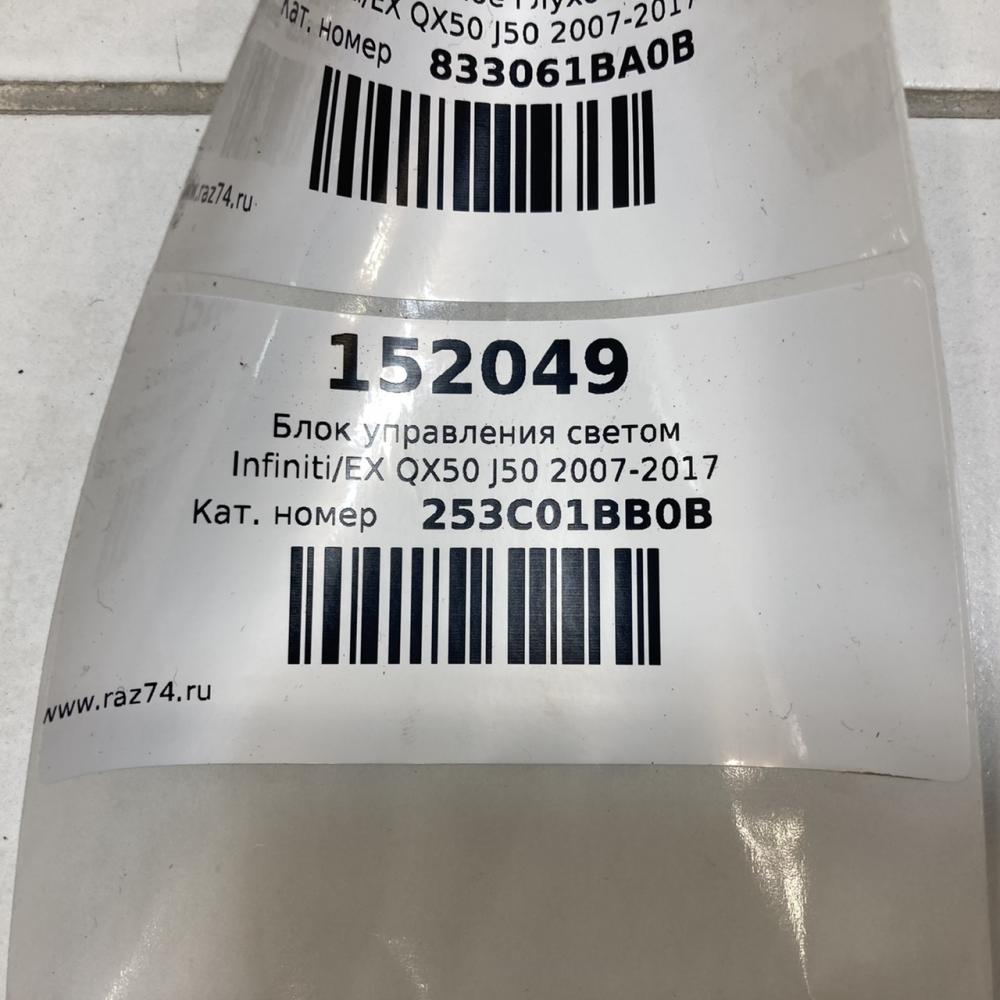 QX50 J50 2007-2017
Кат. номер 833061BA0B
www.raz74.ru
152049
Блок управления светом
Infiniti/EX QX50 J50 2007-2017
Кат. номер 253C01BB0B
www.raz74.ru